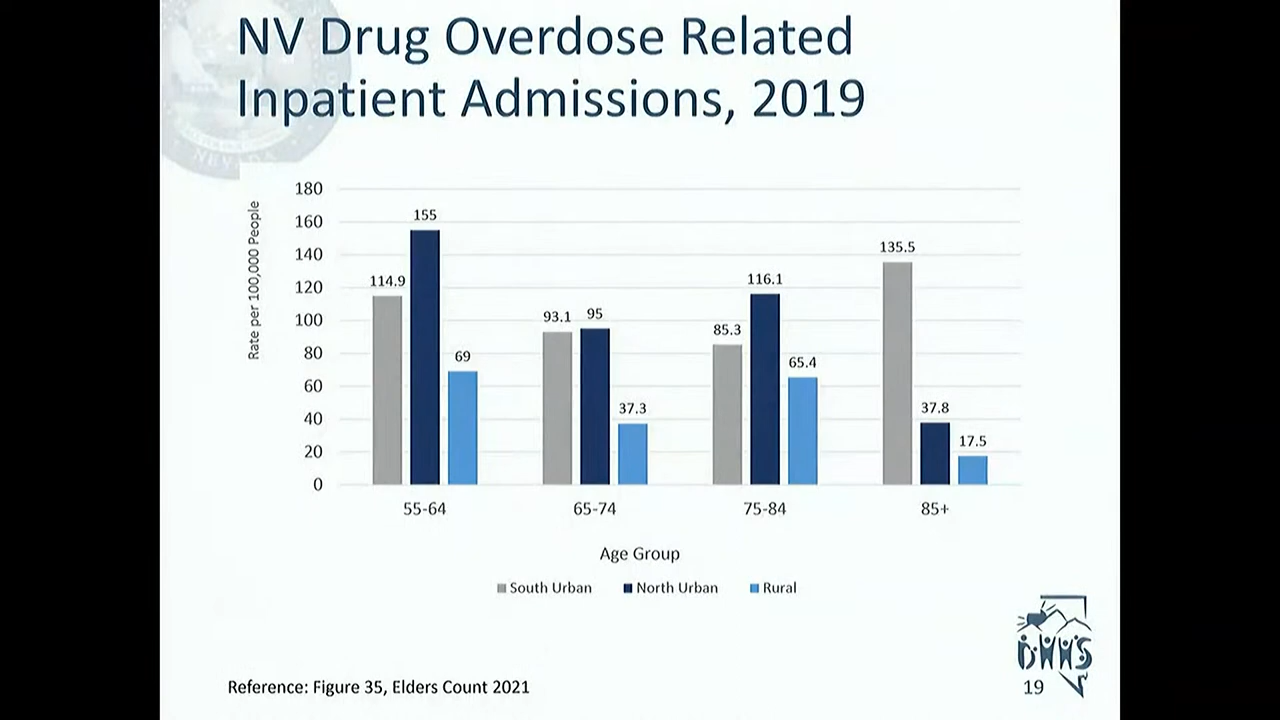 NV Drug Overdose Related
Inpatient Admissions, 2019
NEVADA
Rate per 100,000 People
180
160
140
120
100
80
60
40
20
0
114.9
155
69
93.1
95
37.3
85.3
116.1
65.4
135.5
37.8
17.5
55-64
65-74
75-84
85+
Age Group
South Urban
North Urban
Rural
DHHS
19
Reference: Figure 35, Elders Count 2021